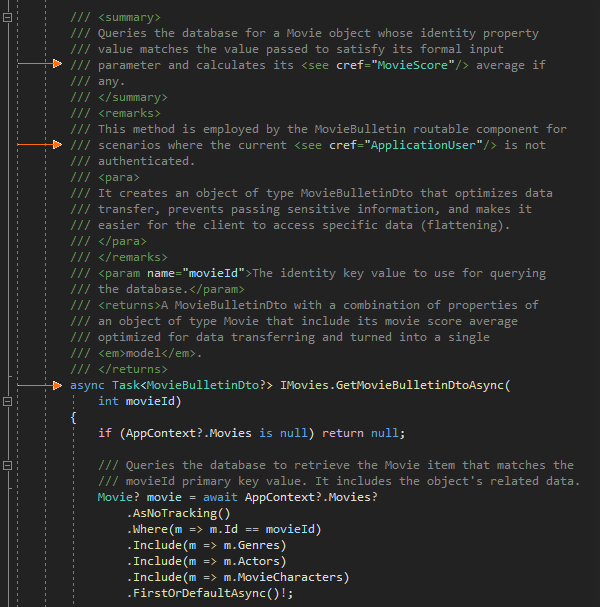 /// <summary>
/// Queries the database for a Movie object whose identity property
/// value matches the value passed to satisfy its formal input
/// parameter and calculates its <see cref="MovieScore"/> average if
/// any.
/// </summary>
/// <remarks>
/// This method is employed by the MovieBulletin routable component for
/// scenarios where the current <see cref="ApplicationUser"/> is not
/// authenticated.
/// <para>
/// It creates an object of type MovieBulletinDto that optimizes data
/// transfer, prevents passing sensitive information, and makes it
/// easier for the client to access specific data (flattening).
/// </para>
/// </remarks>
/// <param name="movieId">The identity key value to use for querying
/// the database.</param>
/// <returns>A MovieBulletinDto with a combination of properties of
/// an object of type Movie that include its movie score average
/// optimized for data transferring and turned into a single
/// <em>model</em>.
/// </returns>
async Task<MovieBulletinDto?> IMovies.GetMovieBulletinDtoAsync(
int movieId)
{
if (AppContext?.Movies is null) return null;
/// Queries the database to retrieve the Movie item that matches the
/// movieId primary key value. It includes the object's related data.
Movie? movie = await AppContext?.Movies?
.AsNoTracking()
.Where(m => m.Id == movieId)
.Include(m => m.Genres)
.Include(m => m.Actors)
.Include(m => m.MovieCharacters)
.FirstOrDefaultAsync()!;